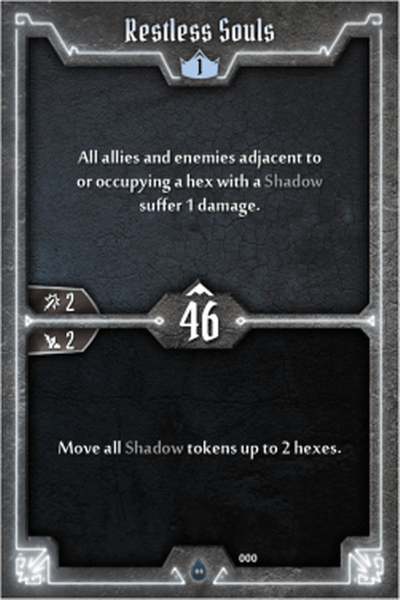 Restless Souls
1
All allies and enemies adjacent to
or occupying a hex with a Shadow
suffer 1 damage.
2
46
2
Move all Shadow tokens up to 2 hexes.
000